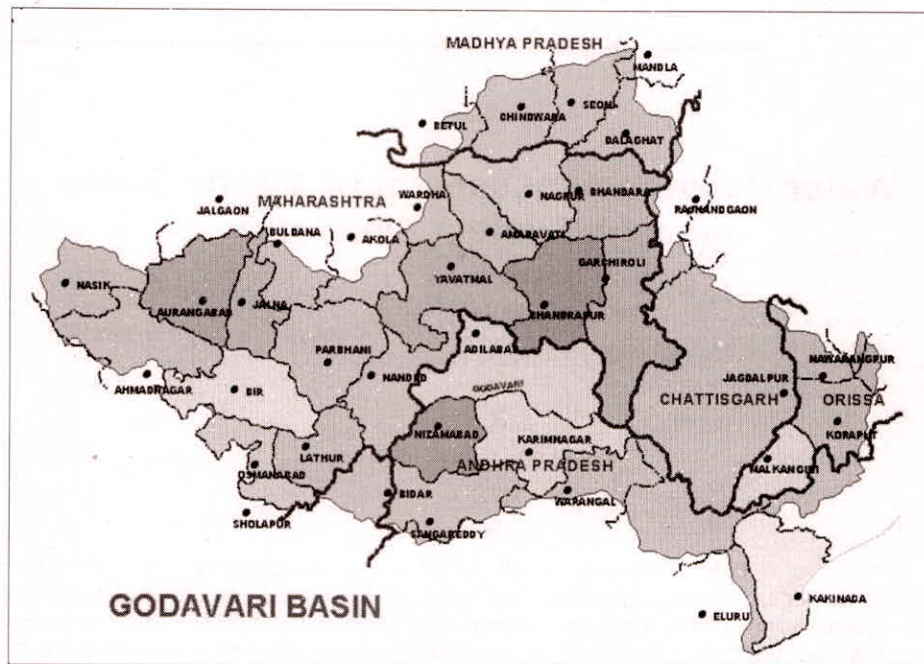 MADHYA PRADESH
MANDLA
SEONI
CHINDWARA
BETUL
BALAGHAT
WARDHA
NAGPUR
BHANDARA
JALGAON
MAHARASHTRA
RAJNANDGAON
BULDANA
AKOLA
AMARAVATI
GARCHIROLI
NASIK
YAVATMAL
AURANGABAD
JALNA
CHANDRAPUR
ADILABAD
PARBHANI
NAWARANGPUR
AHMADNAGAR
BIR
NANDED
GODAVARI
JAGDALPUR
CHATTISGARH
ORISSA
NIZAMABAD
KARIMNAGAR
KORAPUT
LATHUR
ANDHRA PRADESH
MALKANGIRI
OSMANABAD
BIDAR
WARANGAL
SHOLAPUR
SANGAREDDY
GODAVARI BASIN
ELURU
KAKINADA